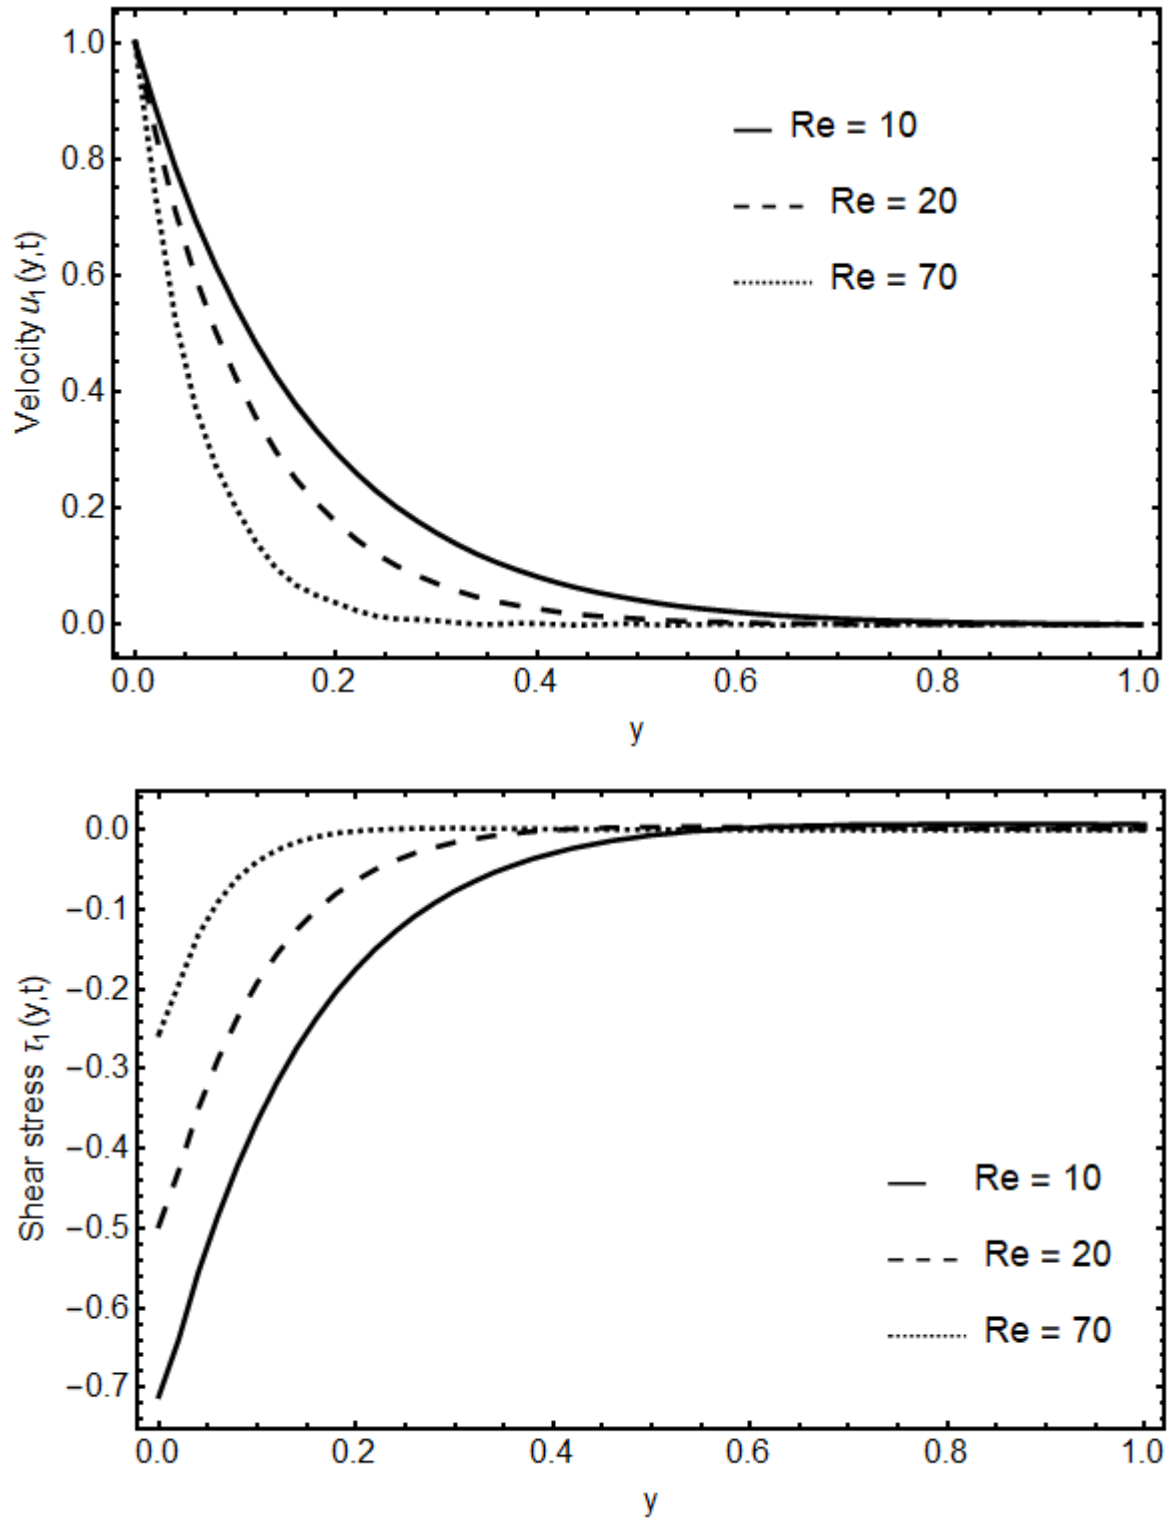 1.0
0.8
0.6
0.4
0.2
0.0
Velocity u₁(y,t)
Re = 10
Re = 20
Re = 70
0.0 0.2 0.4 0.6 0.8 1.0
y
0.0
−0.1
−0.2
−0.3
−0.4
−0.5
−0.6
−0.7
Shear stress τ₁(y,t)
Re = 10
Re = 20
Re = 70
0.0 0.2 0.4 0.6 0.8 1.0
y